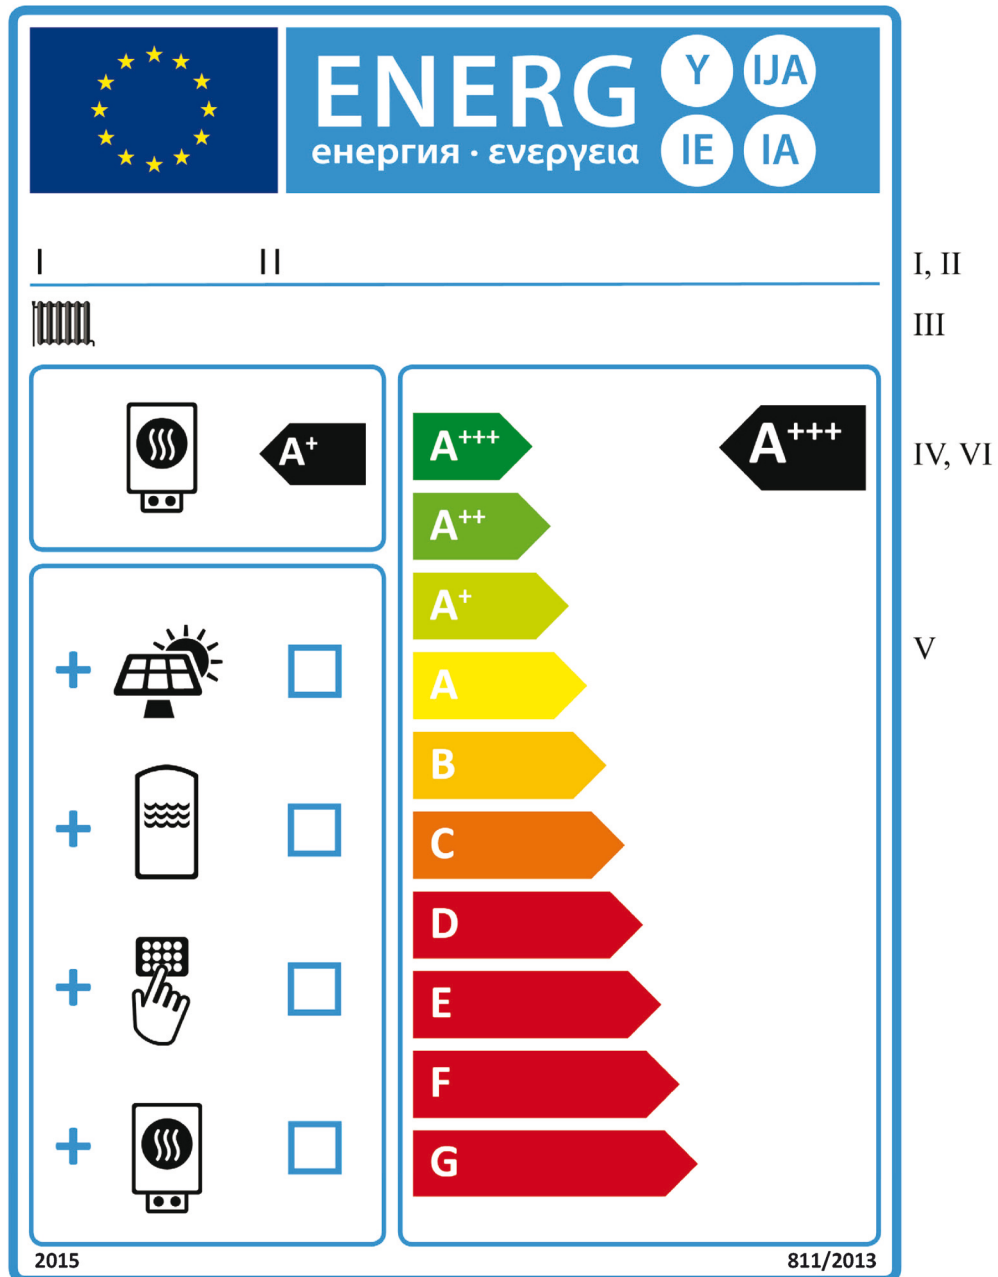 ENERG Y IJA
енергия · ενεργεια IE IA
I II I, II
III
A+ A+++ A+++ IV, VI
A++
A+
A V
B
C
D
E
F
G
2015 811/2013